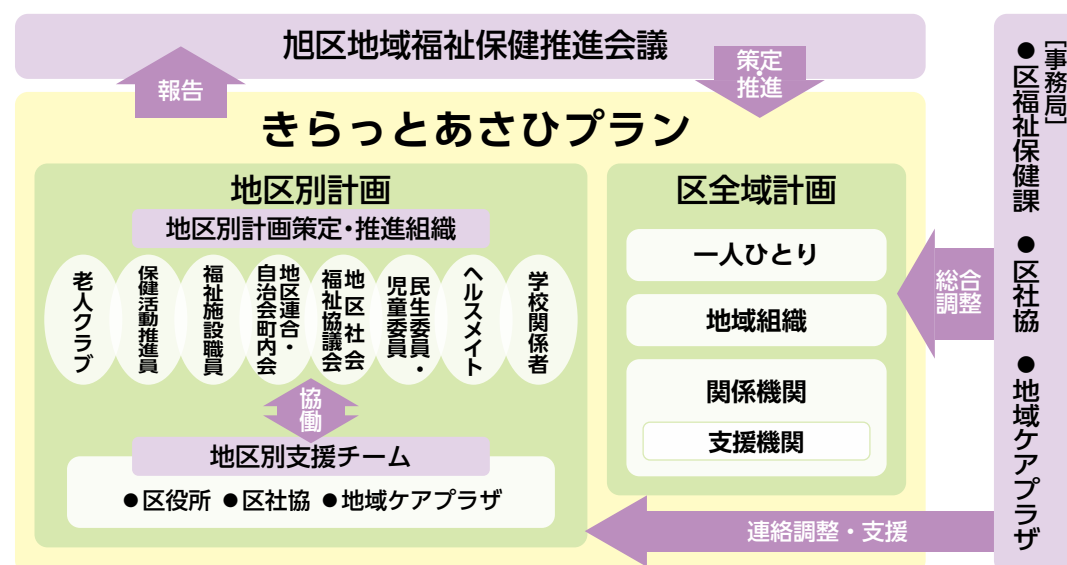 旭区地域福祉保健推進会議
報告
策定・
推進
きらっとあさひプラン
地区別計画
地区別計画策定・推進組織
老人クラブ
保健活動推進員
福祉施設職員
地区連合・
自治会町内会
地区社会
福祉協議会
民生委員・
児童委員
ヘルスメイト
学校関係者
協働
地区別支援チーム
●区役所 ●区社協 ●地域ケアプラザ
区全域計画
一人ひとり
地域組織
関係機関
支援機関
総合
調整
連絡調整・支援
［事務局］
●区福祉保健課 ●区社協 ●地域ケアプラザ